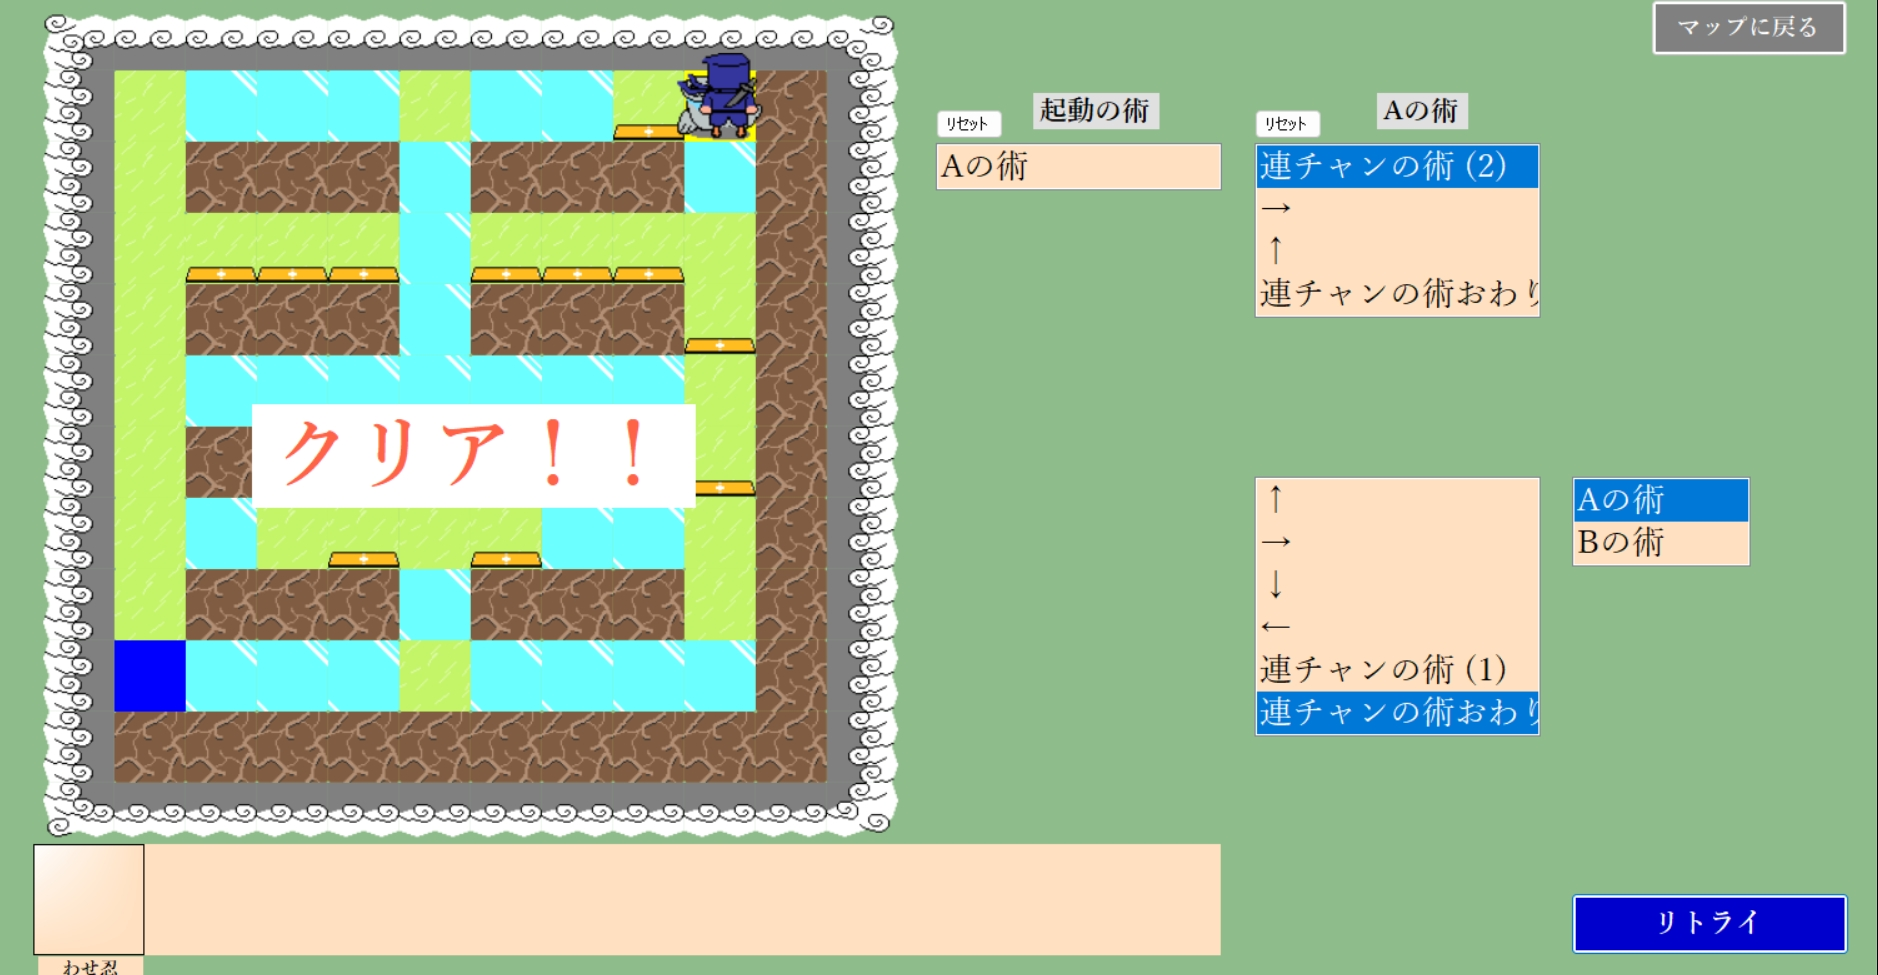 マップに戻る
リセット
起動の術
Aの術
リセット
Aの術
連チャンの術 (2)
→
↑
連チャンの術おわり
クリア！！
↑
→
↓
←
連チャンの術 (1)
連チャンの術おわり
Aの術
Bの術
リトライ
わせ忍